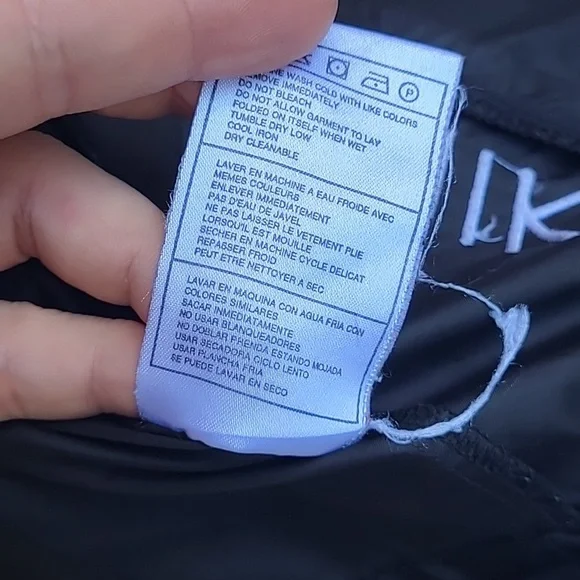 P
WASH COLD WITH LIKE COLORS
REMOVE IMMEDIATELY
DO NOT BLEACH
DO NOT ALLOW GARMENT TO LAY
FOLDED ON ITSELF WHEN WET
TUMBLE DRY LOW
COOL IRON
DRY CLEANABLE
LAVER EN MACHINE A EAU FROIDE AVEC
MEMES COULEURS
ENLEVER IMMEDIATEMENT
PAS D'EAU DE JAVEL
NE PAS LAISSER LE VETEMENT PLIE
LORSQU'IL EST MOUILLE
SECHER EN MACHINE CYCLE DELICAT
REPASSER FROID
PEUT ETRE NETTOYER A SEC
LAVAR EN MAQUINA CON AGUA FRIA CON
COLORES SIMILARES
SACAR INMEDIATAMENTE
NO USAR BLANQUEADORES
NO DOBLAR PRENDA ESTANDO MOJADA
USAR SECADORA CICLO LENTO
USAR PLANCHA FRIA
SE PUEDE LAVAR EN SECO